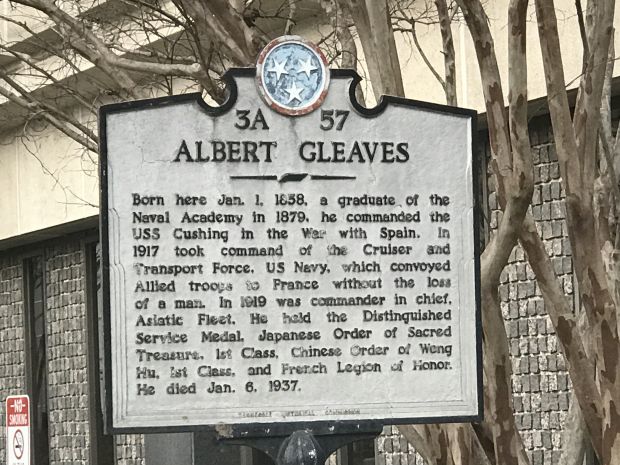 3A 57
ALBERT GLEAVES
Born here Jan. 1, 1858, a graduate of the
Naval Academy in 1879, he commanded the
USS Cushing in the War with Spain. In
1917 took command of the Cruiser and
Transport Force, US Navy, which convoyed
Allied troops to France without the loss
of a man. In 1919 was commander in chief,
Asiatic Fleet. He held the Distinguished
Service Medal, Japanese Order of Sacred
Treasure, 1st Class, Chinese Order of Weng
Hu, 1st Class, and French Legion of Honor.
He died Jan. 6, 1937.
TENNESSEE HISTORICAL COMMISSION
NO
SMOKING